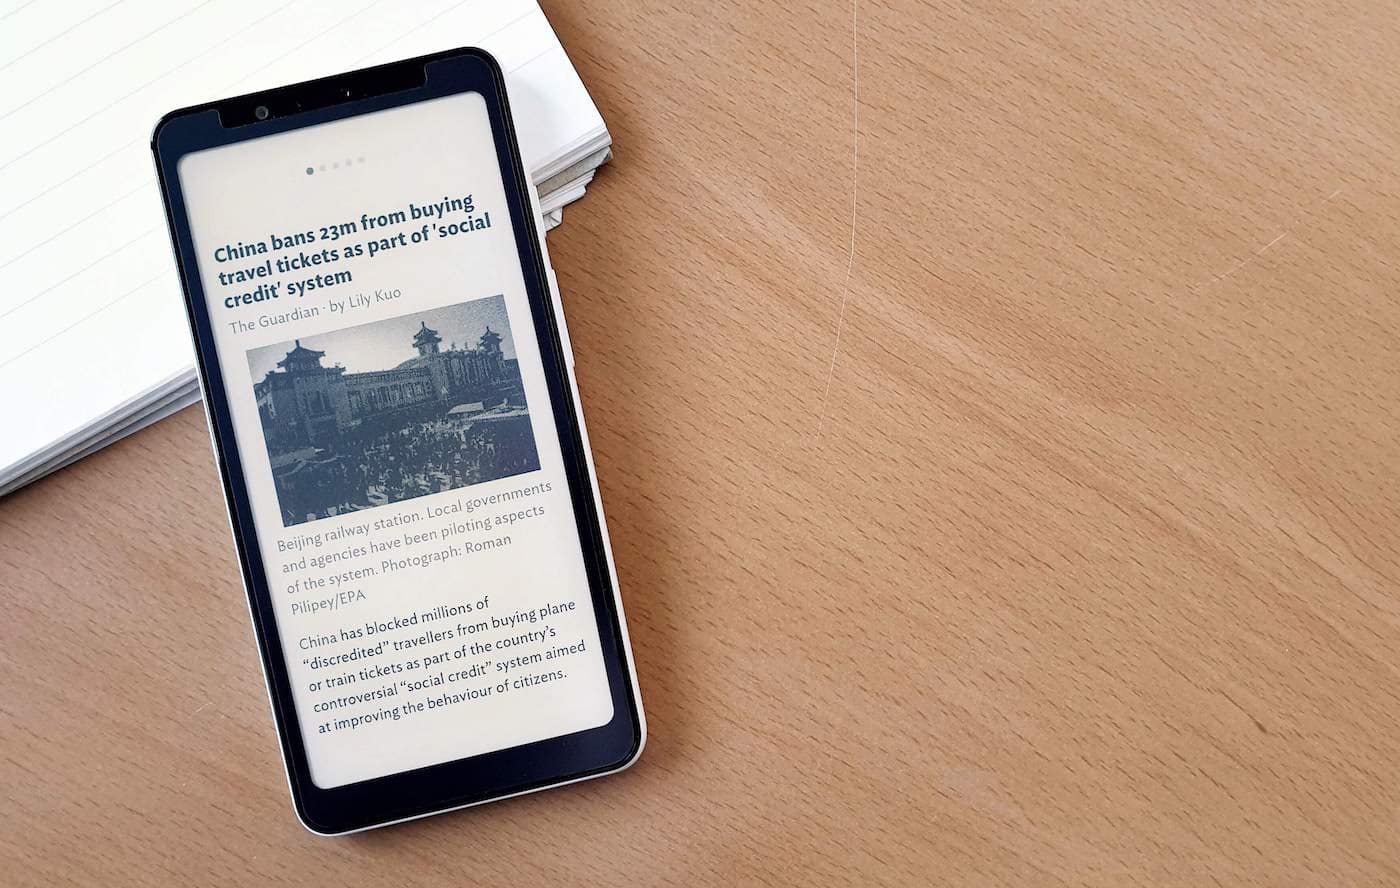 China bans 23m from buying
travel tickets as part of 'social
credit' system
The Guardian · by Lily Kuo
Beijing railway station. Local governments
and agencies have been piloting aspects
of the system. Photograph: Roman
Pilipey/EPA
China has blocked millions of
“discredited” travellers from buying plane
or train tickets as part of the country’s
controversial “social credit” system aimed
at improving the behaviour of citizens.